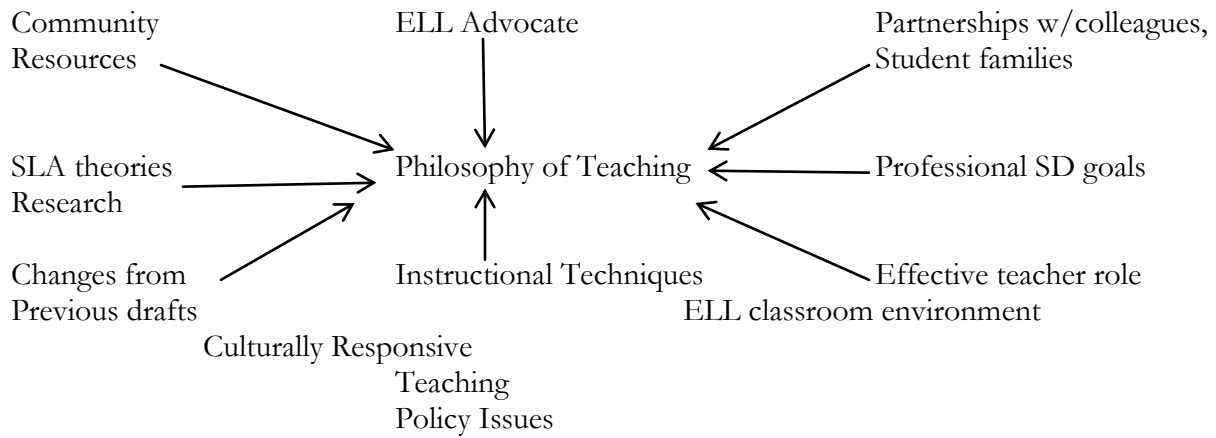 Community ELL Advocate Partnerships w/colleagues,
Resources Student families
SLA theories Philosophy of Teaching Professional SD goals
Research
Changes from Instructional Techniques Effective teacher role
Previous drafts ELL classroom environment
Culturally Responsive
Teaching
Policy Issues